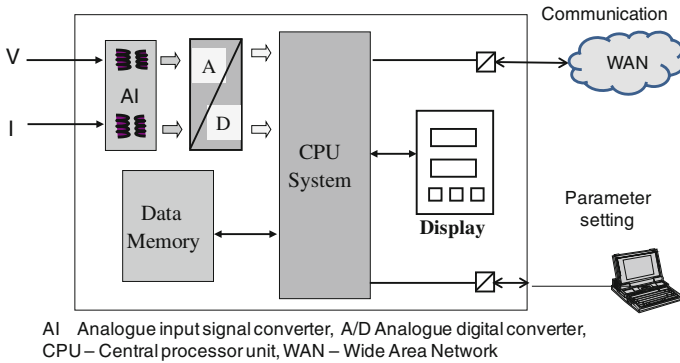 Communication
V
WAN
A
AI
D
I
CPU
System
Data
Memory
Display
Parameter
setting
AI Analogue input signal converter, A/D Analogue digital converter,
CPU – Central processor unit, WAN – Wide Area Network